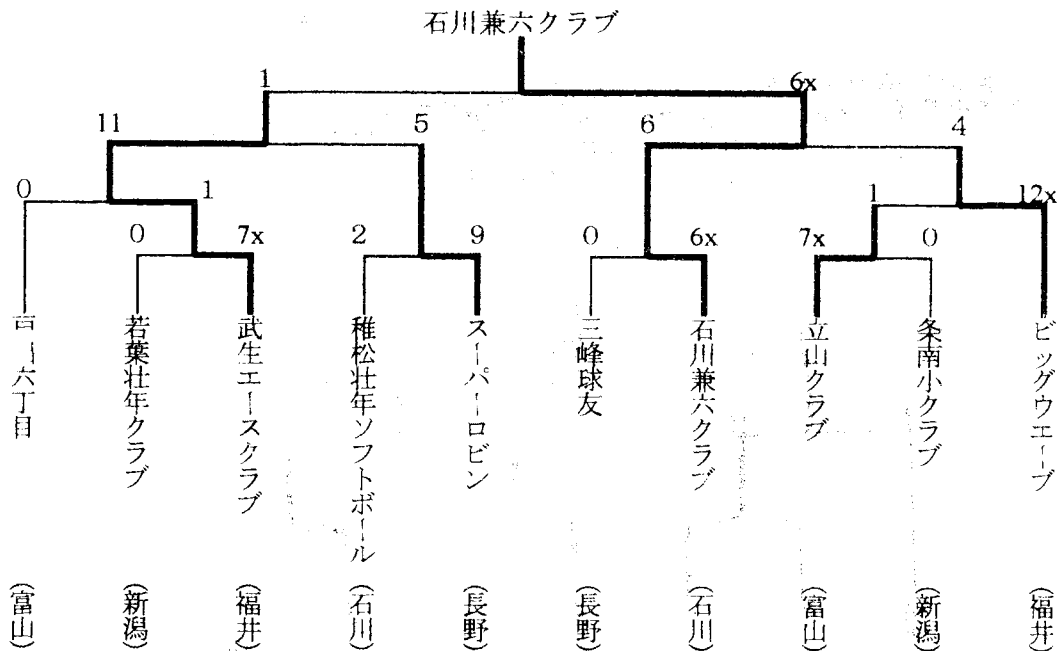 石川兼六クラブ
1 6x
11 5 6 4
0 1 1 12x
0 7x 2 9 0 6x 7x 0
六丁目
若葉壮年クラブ
武生エースクラブ
稚松壮年ソフトボール
スーパーロビン
三峰球友
石川兼六クラブ
立山クラブ
条南小クラブ
ビッグウエーブ
(富山)
(新潟)
(福井)
(石川)
(長野)
(長野)
(石川)
(富山)
(新潟)
(福井)